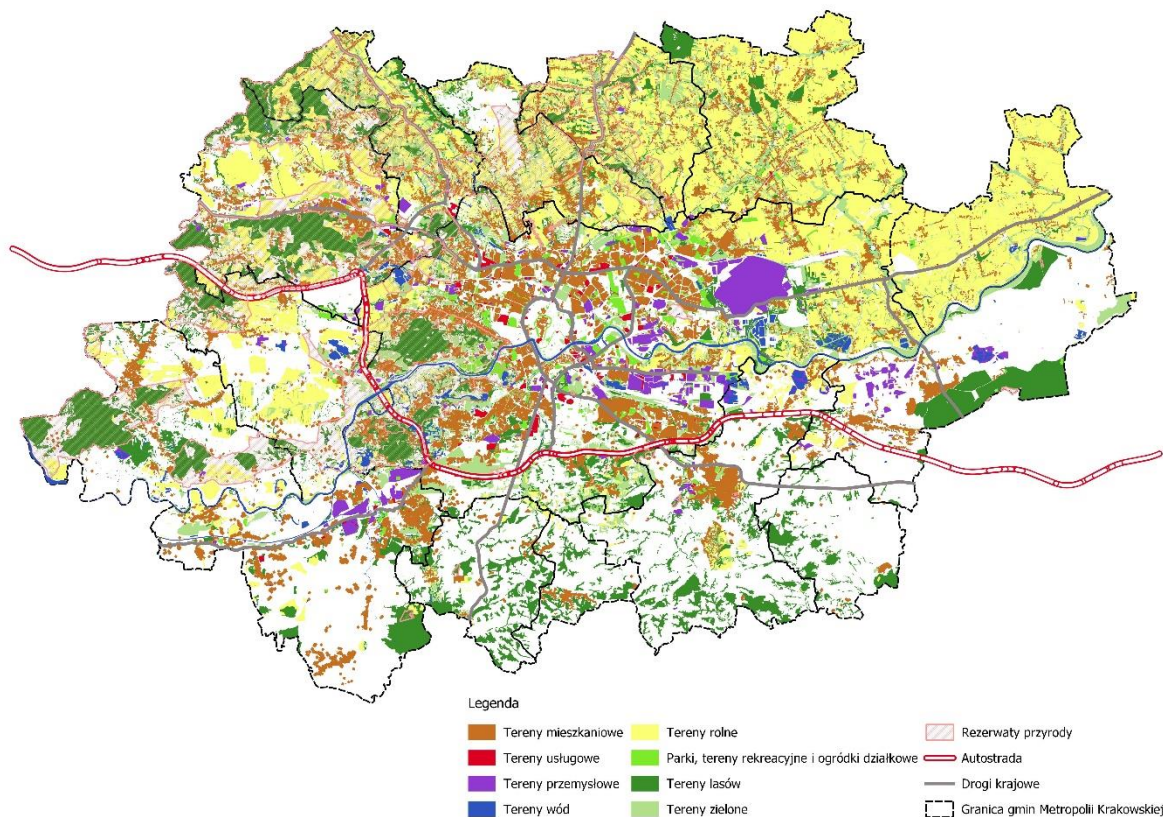 Legenda
Tereny mieszkaniowe
Tereny usługowe
Tereny przemysłowe
Tereny wód
Tereny rolne
Parki, tereny rekreacyjne i ogródki działkowe
Tereny lasów
Tereny zielone
Rezerwaty przyrody
Autostrada
Drogi krajowe
Granica gmin Metropolii Krakowskiej